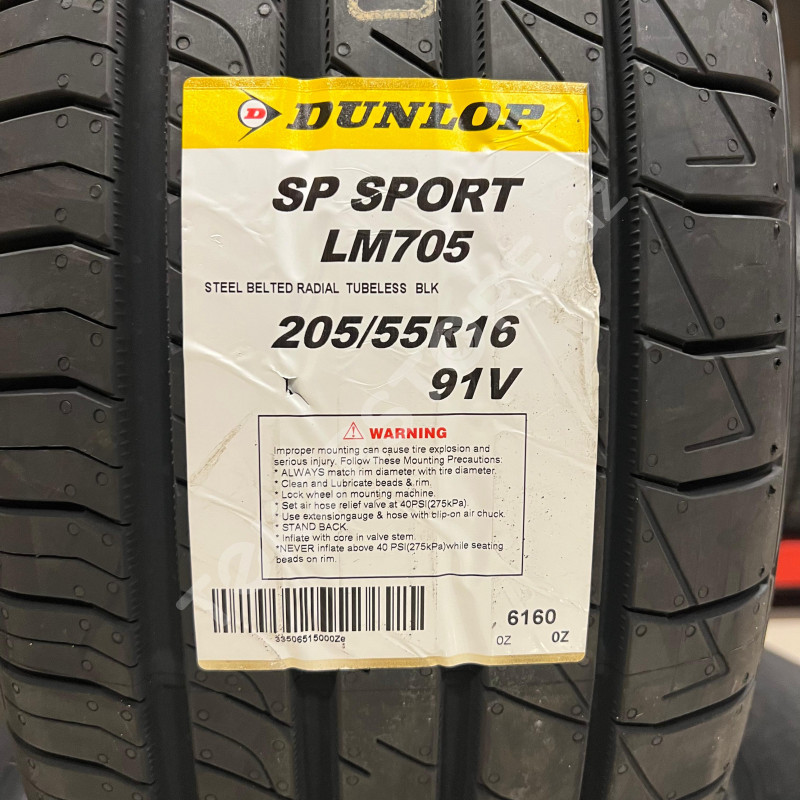 D DUNLOP
SP SPORT
LM705
STEEL BELTED RADIAL TUBELESS BLK
205/55R16
91V
WARNING
Improper mounting can cause tire explosion and
serious injury. Follow These Mounting Precautions:
* ALWAYS match rim diameter with tire diameter.
* Clean and Lubricate beads & rim.
* Lock wheel on mounting machine.
* Set air hose relief valve at 40PSI(275kPa).
* Use extensiongauge & hose with blip-on air chuck.
* STAND BACK.
* Inflate with core in valve stem.
*NEVER inflate above 40 PSI(275kPa)while seating
beads on rim.
33506515000Ze
6160
OZ OZ